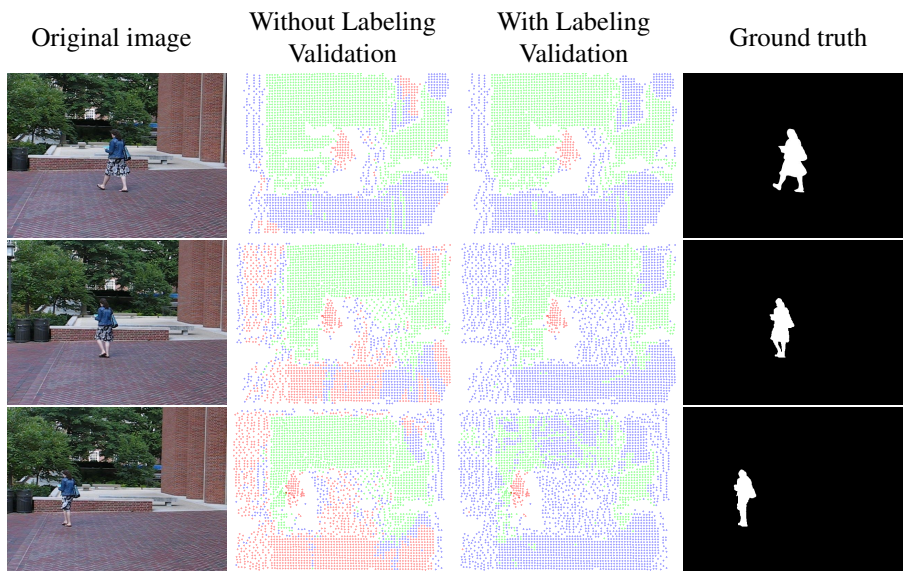 Original image
Without Labeling
Validation
With Labeling
Validation
Ground truth